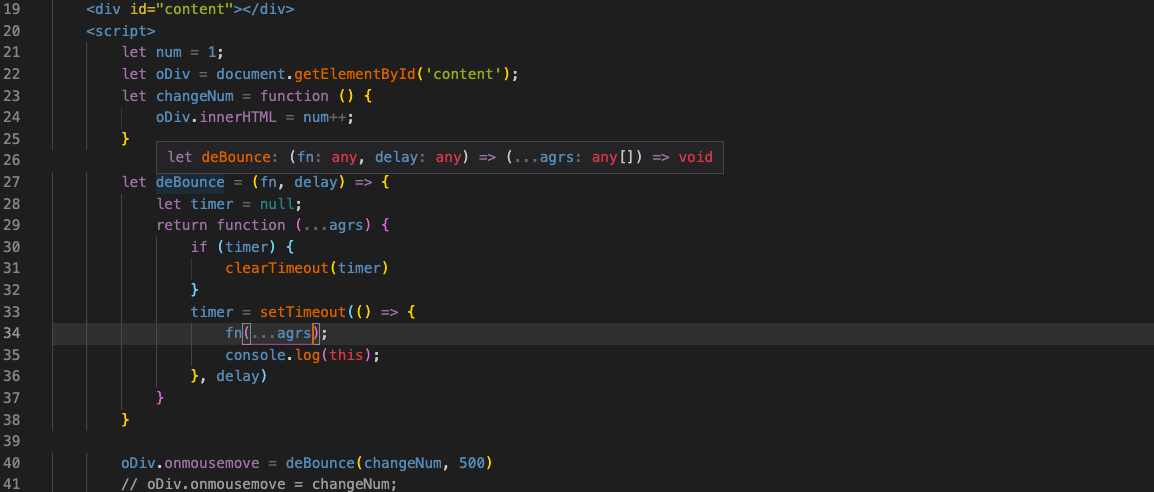 19 <div id="content"></div>
20 <script>
21 let num = 1;
22 let oDiv = document.getElementById('content');
23 let changeNum = function () {
24 oDiv.innerHTML = num++;
25 }
let deBounce: (fn: any, delay: any) => (...agrs: any[]) => void
26
27 let deBounce = (fn, delay) => {
28 let timer = null;
29 return function (...agrs) {
30 if (timer) {
31 clearTimeout(timer)
32 }
33 timer = setTimeout(() => {
34 fn(...agrs);
35 console.log(this);
36 }, delay)
37 }
38 }
39
40 oDiv.onmousemove = deBounce(changeNum, 500)
41 // oDiv.onmousemove = changeNum;